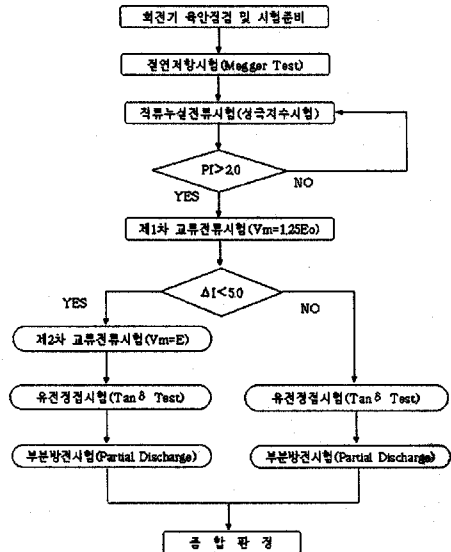 회전기 육안점검 및 시험준비
절연저항시험(Megger Test)
직류누설전류시험(성극지수시험)
PI>2.0
YES
NO
제1차 교류전류시험(Vm=1.25Eo)
ΔI<5.0
YES
NO
제2차 교류전류시험(Vm=E)
유전정접시험(Tanδ Test)
유전정접시험(Tanδ Test)
부분방전시험(Partial Discharge)
부분방전시험(Partial Discharge)
종 합 판 정